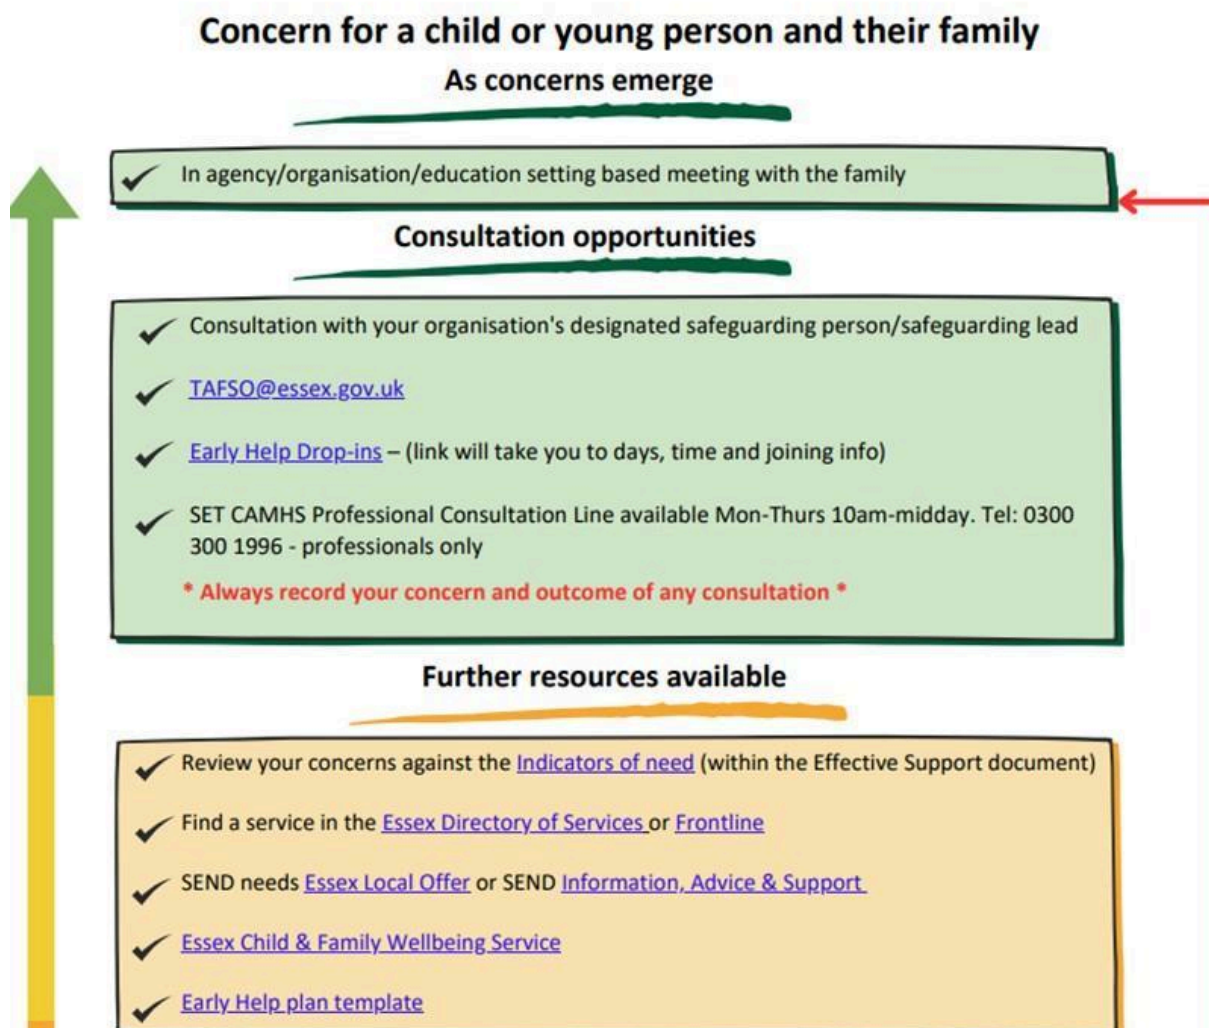 Concern for a child or young person and their family
As concerns emerge
In agency/organisation/education setting based meeting with the family
Consultation opportunities
Consultation with your organisation's designated safeguarding person/safeguarding lead
TAFSO@essex.gov.uk
Early Help Drop-ins – (link will take you to days, time and joining info)
SET CAMHS Professional Consultation Line available Mon-Thurs 10am-midday. Tel: 0300
300 1996 - professionals only
* Always record your concern and outcome of any consultation *
Further resources available
Review your concerns against the Indicators of need (within the Effective Support document)
Find a service in the Essex Directory of Services or Frontline
SEND needs Essex Local Offer or SEND Information, Advice & Support
Essex Child & Family Wellbeing Service
Early Help plan template